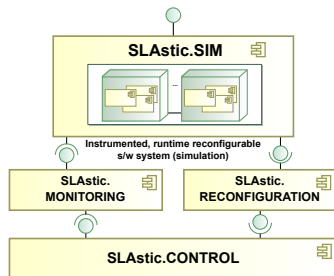 SLAstic.SIM
...
Instrumented, runtime reconfigurable
s/w system (simulation)
SLAstic.
MONITORING
SLAstic.
RECONFIGURATION
SLAstic.CONTROL